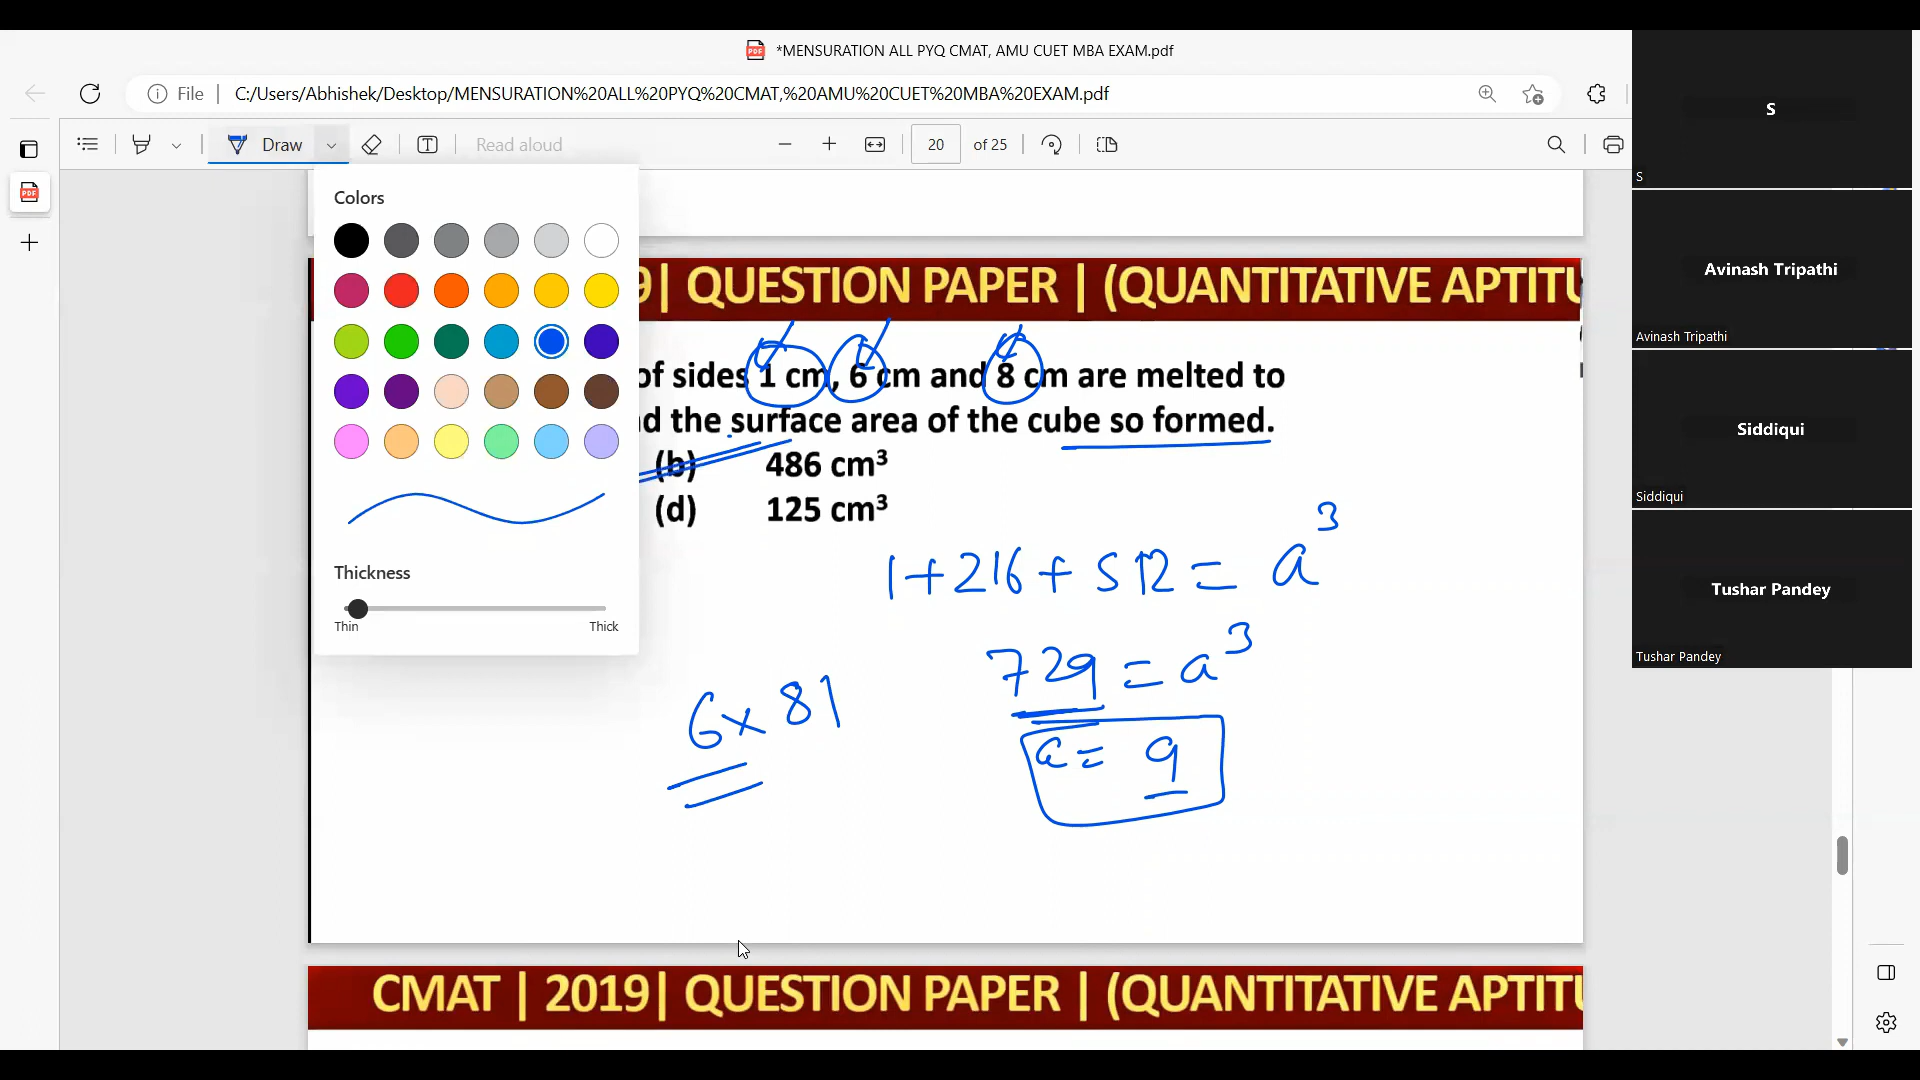 *MENSURATION ALL PYQ CMAT, AMU CUET MBA EXAM.pdf
File
C:/Users/Abhishek/Desktop/MENSURATION%20ALL%20PYQ%20CMAT,%20AMU%20CUET%20MBA%20EXAM.pdf
Draw
Read aloud
20 of 25
Colors
Thickness
Thin Thick
9| QUESTION PAPER | (QUANTITATIVE APTITU
of sides 1 cm, 6 cm and 8 cm are melted to
d the surface area of the cube so formed.
(b) 486 cm³
(d) 125 cm³
1+216+512= a³
729 = a³
a= 9
6x81
CMAT | 2019| QUESTION PAPER | (QUANTITATIVE APTITU
S
S
Avinash Tripathi
Avinash Tripathi
Siddiqui
Siddiqui
Tushar Pandey
Tushar Pandey